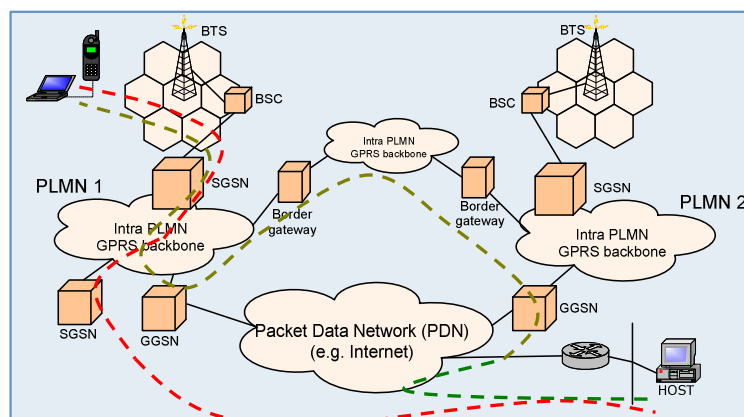 BTS
BTS
BSC
BSC
Intra PLMN
GPRS backbone
SGSN
SGSN
PLMN 1
PLMN 2
Border
gateway
Border
gateway
Intra PLMN
GPRS backbone
Intra PLMN
GPRS backbone
SGSN
GGSN
GGSN
Packet Data Network (PDN)
(e.g. Internet)
HOST